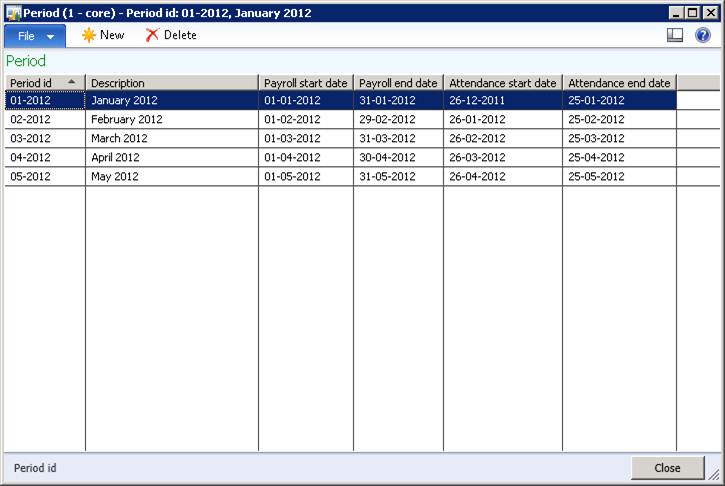 Period (1 - core) - Period id: 01-2012, January 2012
File New Delete
Period
Period id Description Payroll start date Payroll end date Attendance start date Attendance end date
01-2012 January 2012 01-01-2012 31-01-2012 26-12-2011 25-01-2012
02-2012 February 2012 01-02-2012 29-02-2012 26-01-2012 25-02-2012
03-2012 March 2012 01-03-2012 31-03-2012 26-02-2012 25-03-2012
04-2012 April 2012 01-04-2012 30-04-2012 26-03-2012 25-04-2012
05-2012 May 2012 01-05-2012 31-05-2012 26-04-2012 25-05-2012
Period id Close